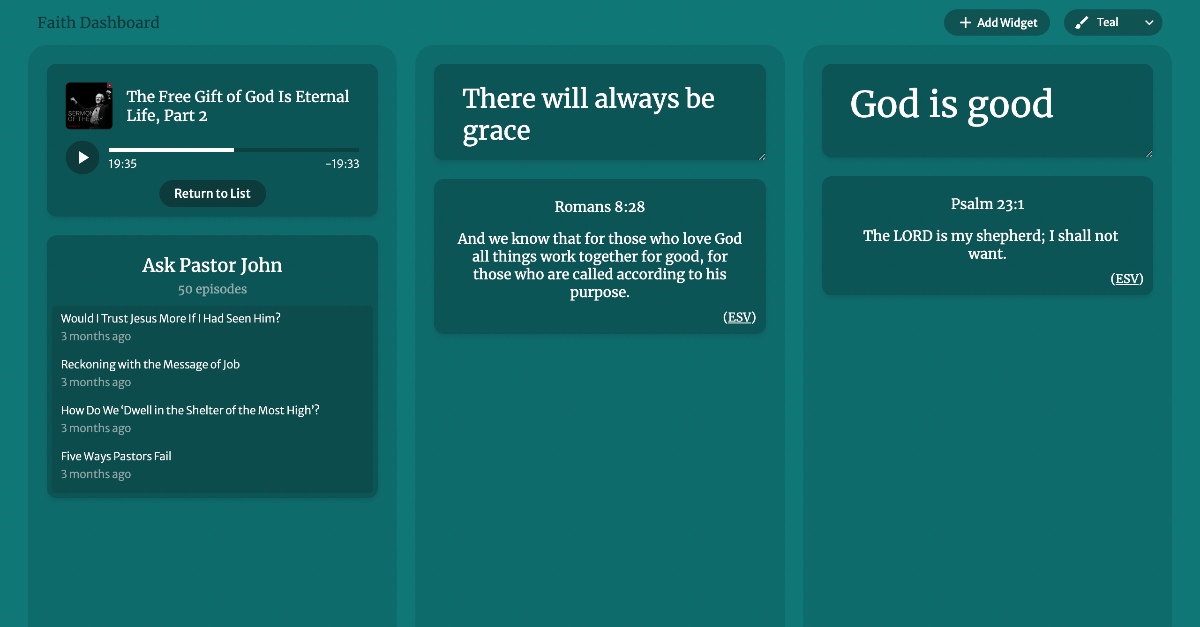 Faith Dashboard
Add Widget
Teal
The Free Gift of God Is Eternal
Life, Part 2
19:35
-19:33
Return to List
Ask Pastor John
50 episodes
Would I Trust Jesus More If I Had Seen Him?
3 months ago
Reckoning with the Message of Job
3 months ago
How Do We ‘Dwell in the Shelter of the Most High’?
3 months ago
Five Ways Pastors Fail
3 months ago
There will always be
grace
Romans 8:28
And we know that for those who love God
all things work together for good, for
those who are called according to his
purpose.
(ESV)
God is good
Psalm 23:1
The LORD is my shepherd; I shall not
want.
(ESV)